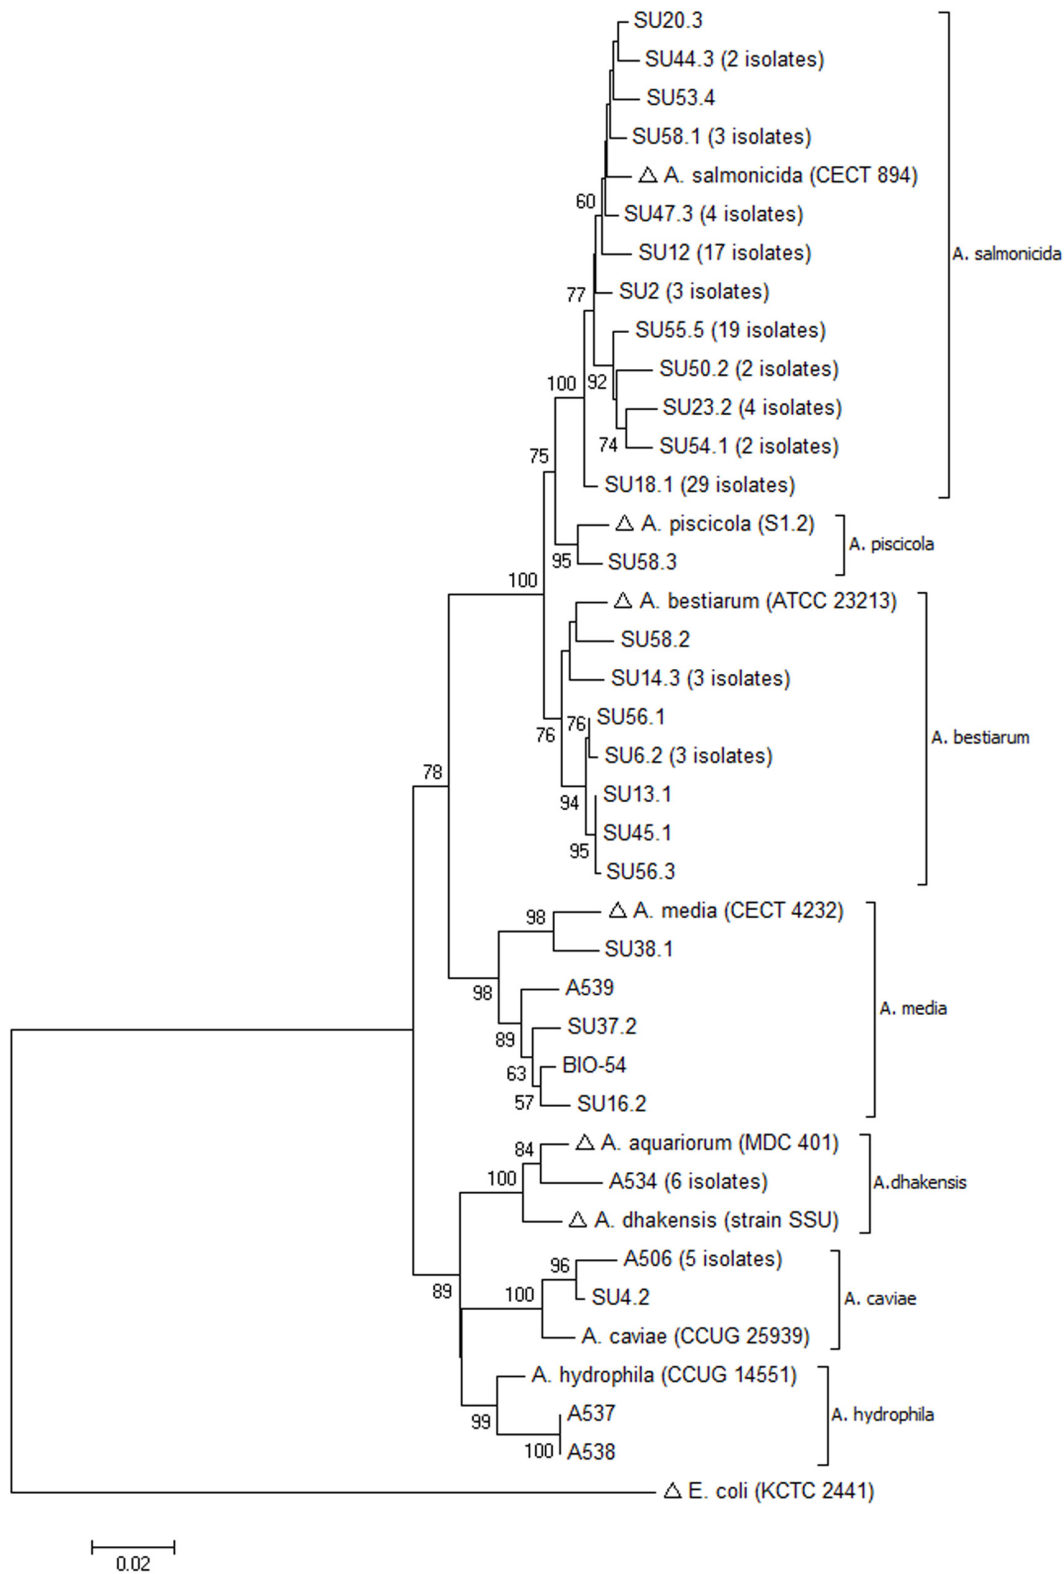 SU20.3
SU44.3 (2 isolates)
SU53.4
SU58.1 (3 isolates)
A. salmonicida (CECT 894)
60
SU47.3 (4 isolates)
SU12 (17 isolates)
A. salmonicida
77
SU2 (3 isolates)
SU55.5 (19 isolates)
SU50.2 (2 isolates)
100
92
SU23.2 (4 isolates)
74
SU54.1 (2 isolates)
75
SU18.1 (29 isolates)
A. piscicola (S1.2)
A. piscicola
95
SU58.3
100
A. bestiarum (ATCC 23213)
SU58.2
SU14.3 (3 isolates)
76
SU56.1
76
A. bestiarum
SU6.2 (3 isolates)
78
94
SU13.1
SU45.1
95
SU56.3
98
A. media (CECT 4232)
SU38.1
98
A539
A. media
89
SU37.2
63
BIO-54
57
SU16.2
84
A. aquariorum (MDC 401)
100
A534 (6 isolates)
A.dhakensis
A. dhakensis (strain SSU)
96
A506 (5 isolates)
89
100
SU4.2
A. caviae
A. caviae (CCUG 25939)
A. hydrophila (CCUG 14551)
99
A537
A. hydrophila
100
A538
E. coli (KCTC 2441)
0.02